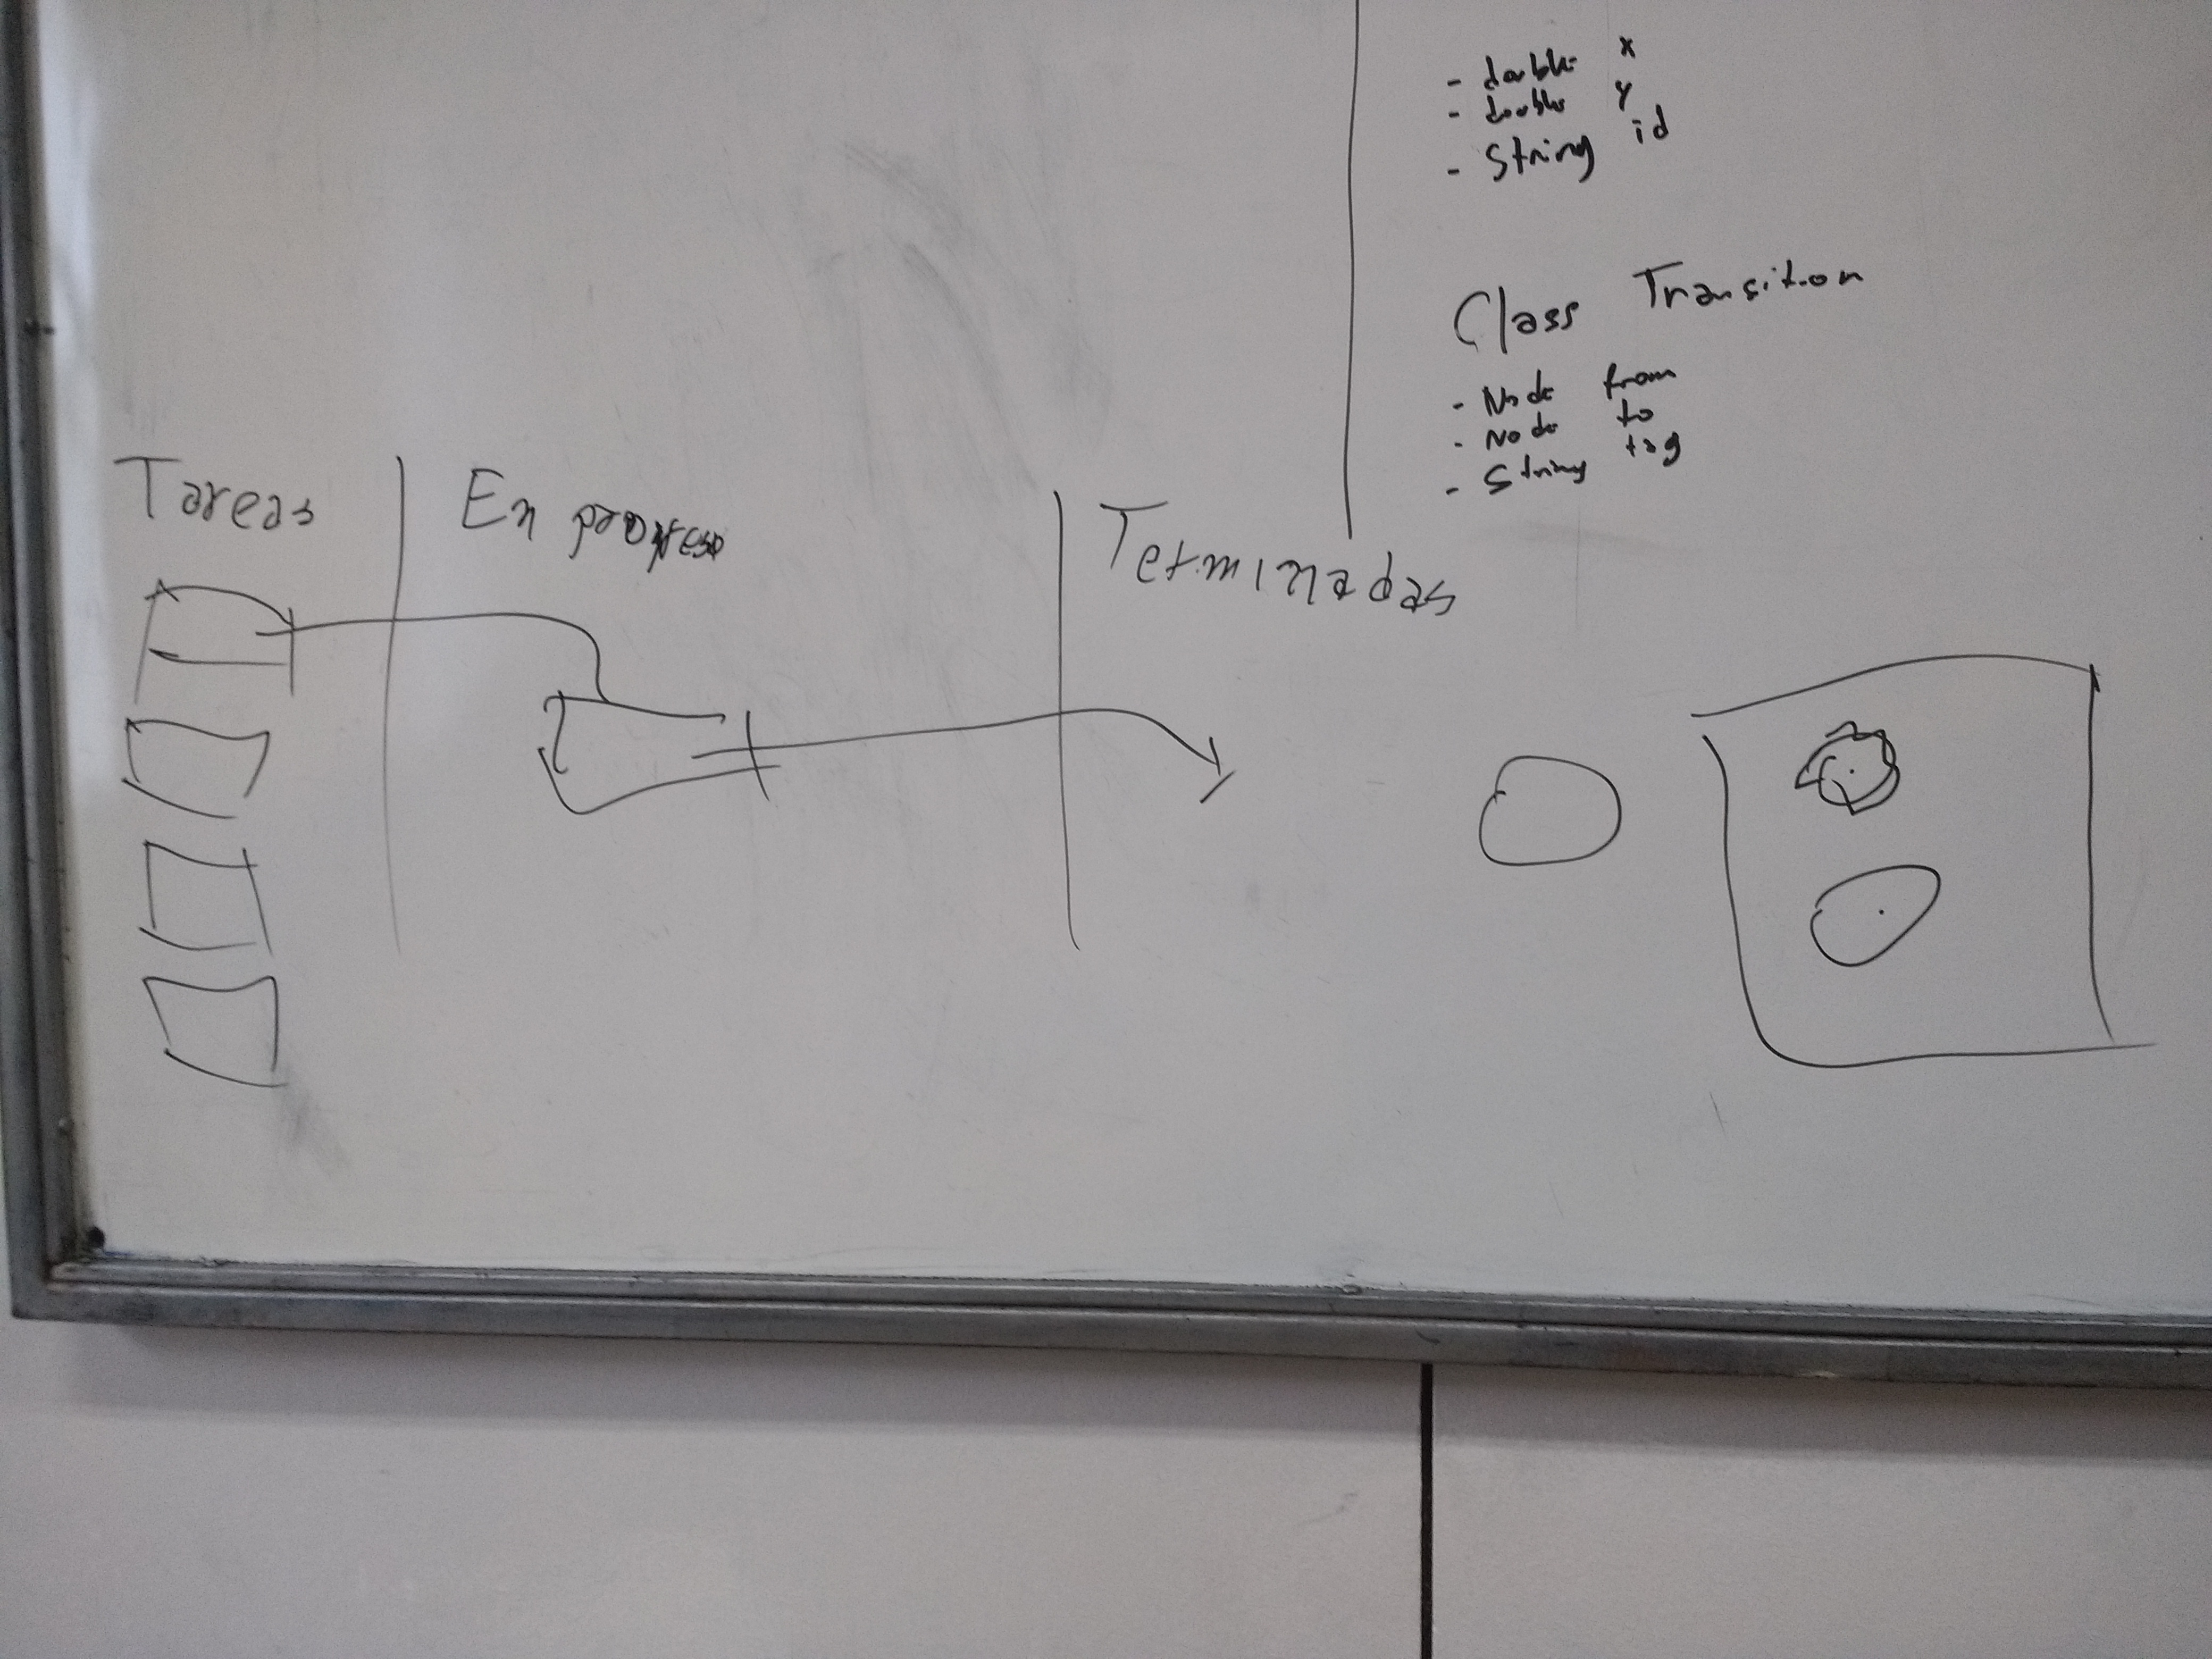 - double x
- double y
- String id
Class Transition
- Node from
- Node to
- String tag
Tareas
En progreso
Terminadas